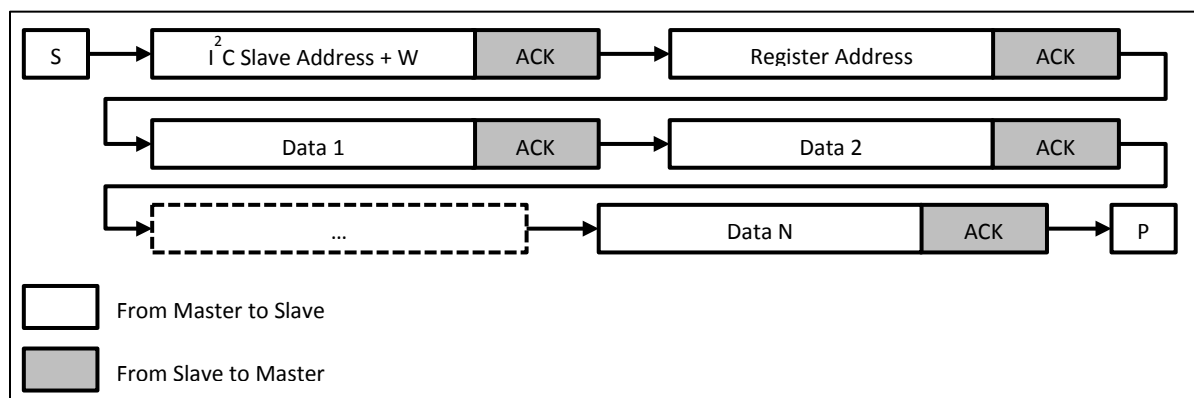 S I²C Slave Address + W ACK Register Address ACK
Data 1 ACK Data 2 ACK
... Data N ACK P
From Master to Slave
From Slave to Master